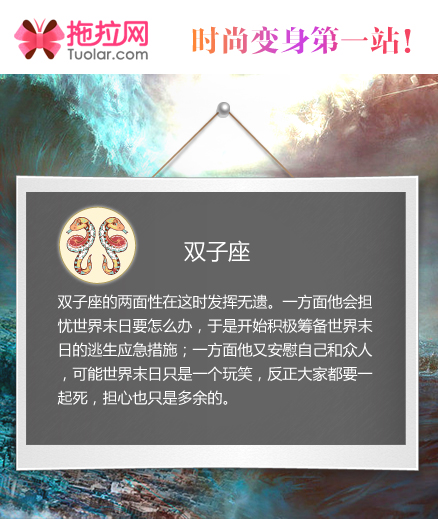 拖拉网
Tuolar.com
时尚变身第一站!
双子座
双子座的两面性在这时发挥无遗。一方面他会担
忧世界末日要怎么办，于是开始积极筹备世界末
日的逃生应急措施；一方面他又安慰自己和众人
，可能世界末日只是一个玩笑，反正大家都要一
起死，担心也只是多余的。